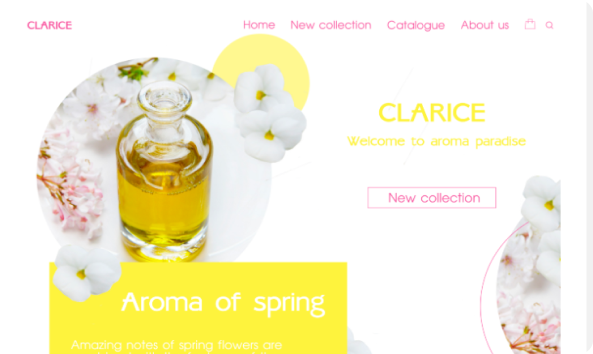 CLARICE
Home New collection Catalogue About us
CLARICE
Welcome to aroma paradise
New collection
Aroma of spring
Amazing notes of spring flowers are